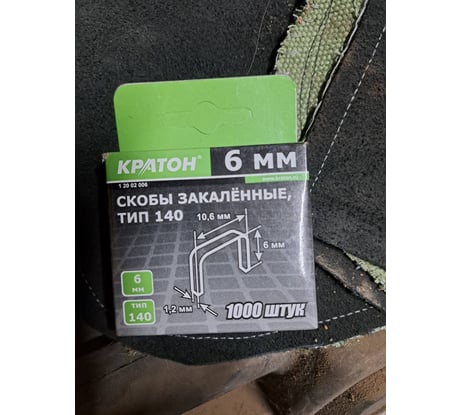 КРАТОН®
6 мм
www.kraton.ru
1 20 02 006
СКОБЫ ЗАКАЛЁННЫЕ,
ТИП 140
10,6 мм
6 мм
6
мм
1,2 мм
ТИП
140
1000 ШТУК